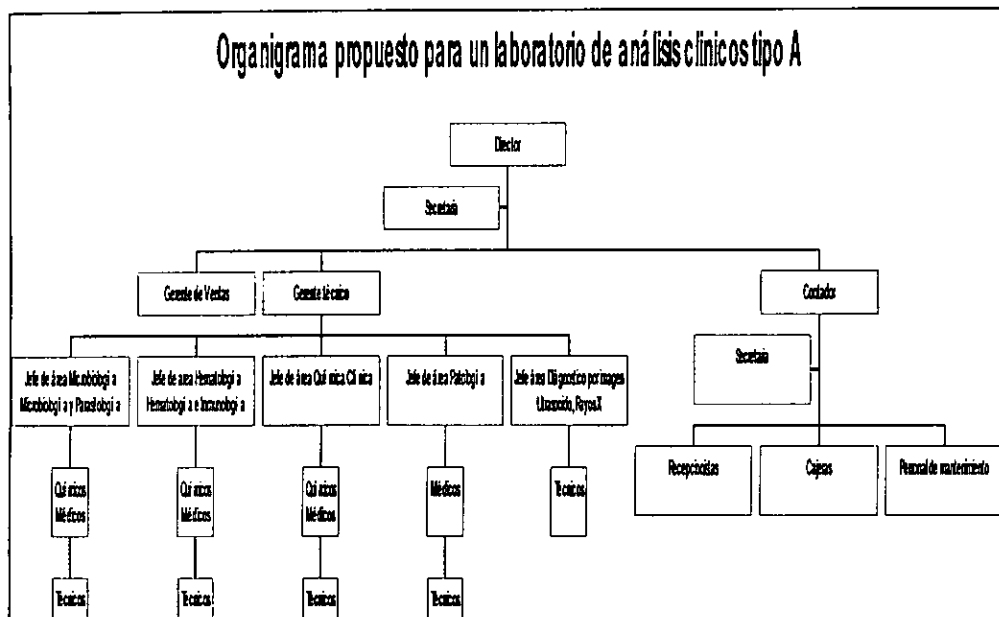 Organigrama propuesto para un laboratorio de análisis clínicos tipo A
Director
Secretaria
Gerente de Ventas
Gerente técnico
Contador
Secretaria
Jefe de área Microbiología
Microbiología y Parasitología
Jefe de area Hematología
Hematología e Inmunología
Jefe de área Química Clínica
Jefe de área Patología
Jefe área Diagnostico por imagen
Ultrasonido, Rayos X
Recepcionistas
Cajeras
Personal de mantenimiento
Químicos
Médicos
Químicos
Médicos
Químicos
Médicos
Médicos
Técnicos
Técnicos
Técnicos
Técnicos
Técnicos